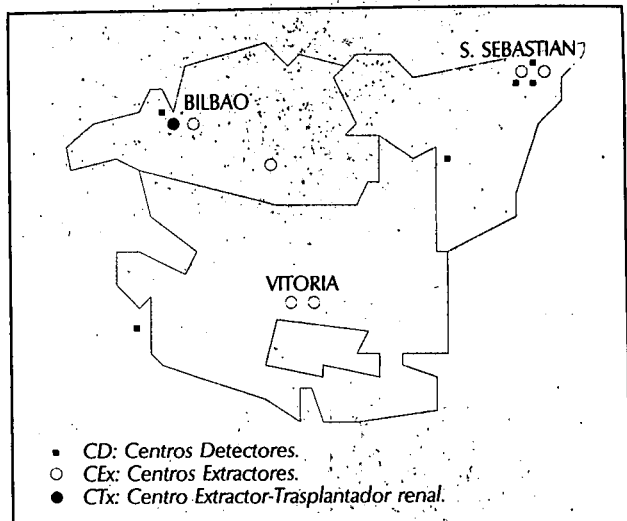 S. SEBASTIAN
BILBAO
VITORIA
CD: Centros Detectores.
CEx: Centros Extractores.
CTx: Centro Extractor-Trasplantador renal.